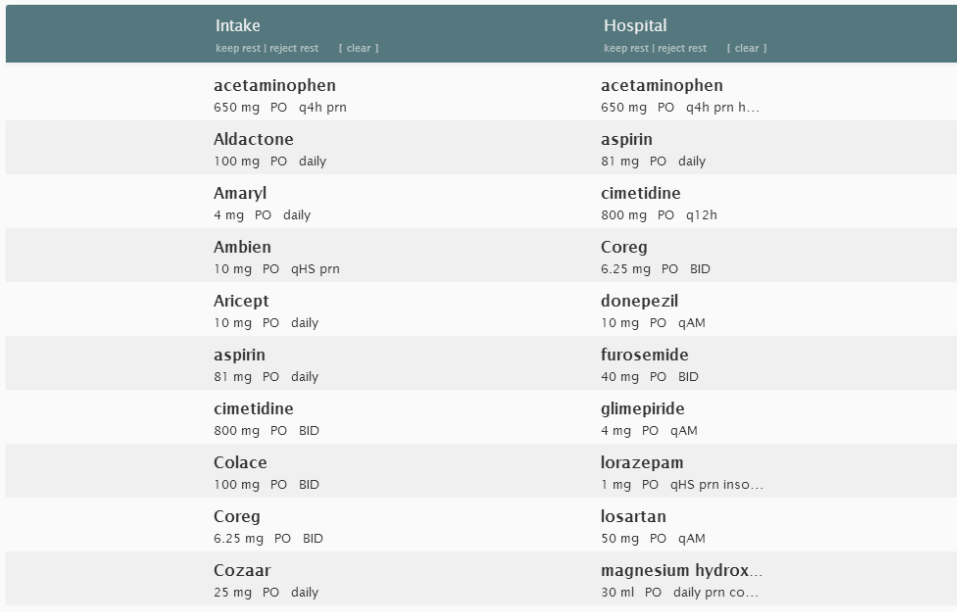 Intake Hospital
keep rest | reject rest [ clear ] keep rest | reject rest [ clear ]
acetaminophen acetaminophen
650 mg PO q4h prn 650 mg PO q4h prn h...
Aldactone aspirin
100 mg PO daily 81 mg PO daily
Amaryl cimetidine
4 mg PO daily 800 mg PO q12h
Ambien Coreg
10 mg PO qHS prn 6.25 mg PO BID
Aricept donepezil
10 mg PO daily 10 mg PO qAM
aspirin furosemide
81 mg PO daily 40 mg PO BID
cimetidine glimepiride
800 mg PO BID 4 mg PO qAM
Colace lorazepam
100 mg PO BID 1 mg PO qHS prn inso...
Coreg losartan
6.25 mg PO BID 50 mg PO qAM
Cozaar magnesium hydrox...
25 mg PO daily 30 ml PO daily prn co...